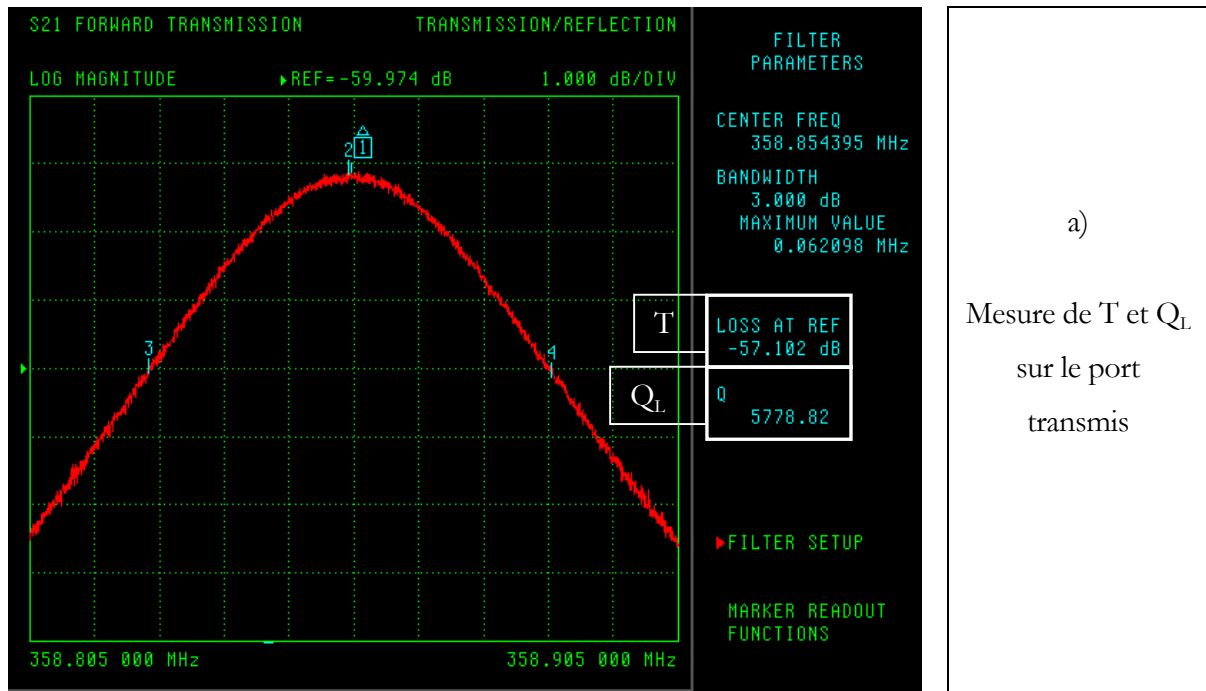 S21 FORWARD TRANSMISSION TRANSMISSION/REFLECTION
LOG MAGNITUDE ▶REF=-59.974 dB 1.000 dB/DIV
2 1
3
4
358.805 000 MHz 358.905 000 MHz
FILTER
PARAMETERS
CENTER FREQ
358.854395 MHz
BANDWIDTH
3.000 dB
MAXIMUM VALUE
0.062098 MHz
T
LOSS AT REF
-57.102 dB
QL
Q
5778.82
▶FILTER SETUP
MARKER READOUT
FUNCTIONS
a)
Mesure de T et QL
sur le port
transmis